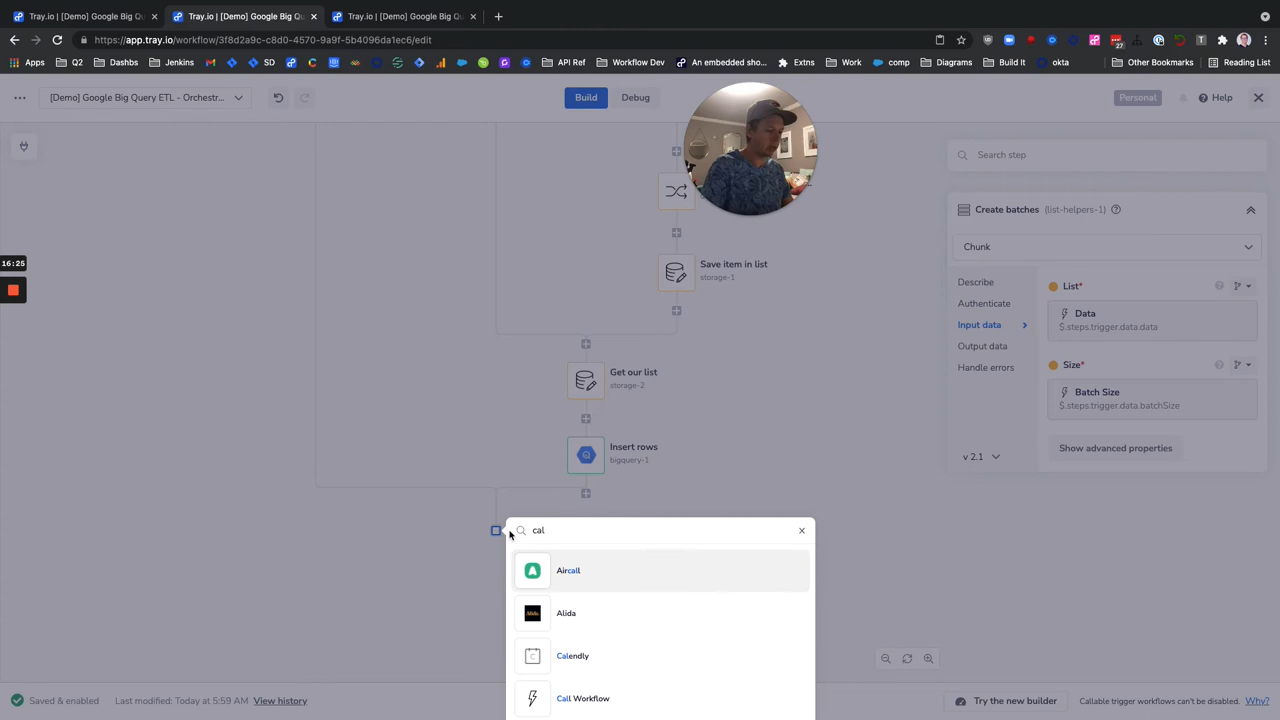 Tray.io | [Demo] Google Big Qu
Tray.io | [Demo] Google Big Qu
Tray.io | [Demo] Google Big Qu
https://app.tray.io/workflow/3f8d2a9c-c8d0-4570-9a9f-5b4096da1ec6/edit
27
Apps
Q2
Dashbs
Jenkins
SD
API Ref
Workflow Dev
An embedded sho...
Extns
Work
comp
Diagrams
Build It
okta
Other Bookmarks
Reading List
[Demo] Google Big Query ETL - Orchestr...
Build
Debug
Personal
Help
Search step
Create batches (list-helpers-1)
Chunk
Describe
Authenticate
Input data
Output data
Handle errors
v 2.1
List*
Data
$.steps.trigger.data.data
Size*
Batch Size
$.steps.trigger.data.batchSize
Show advanced properties
16:25
Save item in list
storage-1
Get our list
storage-2
Insert rows
bigquery-1
cal
Aircall
Alida
Calendly
Call Workflow
Saved & enabled
Last modified: Today at 5:59 AM
View history
Try the new builder
Callable trigger workflows can't be disabled.
Why?